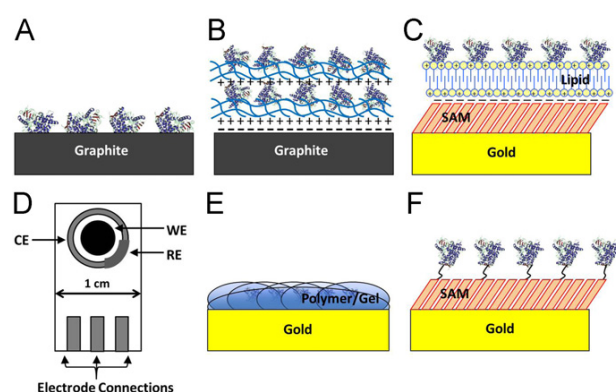 A
Graphite
B
+ + + + + + + + + + + + + +
+ + + + + + + + + + + + + +
Graphite
C
Lipid
SAM
Gold
D
CE
WE
RE
1 cm
Electrode Connections
E
Polymer/Gel
Gold
F
SAM
Gold